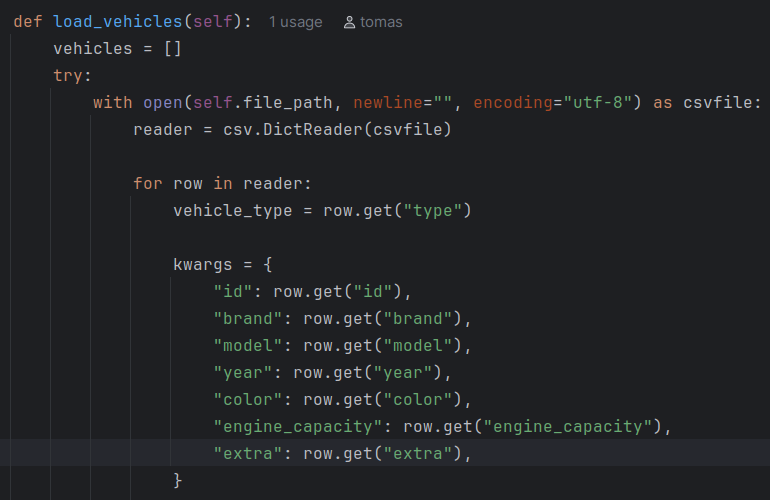 def load_vehicles(self): 1 usage tomas
    vehicles = []
    try:
        with open(self.file_path, newline="", encoding="utf-8") as csvfile:
            reader = csv.DictReader(csvfile)

            for row in reader:
                vehicle_type = row.get("type")

                kwargs = {
                    "id": row.get("id"),
                    "brand": row.get("brand"),
                    "model": row.get("model"),
                    "year": row.get("year"),
                    "color": row.get("color"),
                    "engine_capacity": row.get("engine_capacity"),
                    "extra": row.get("extra"),
                }